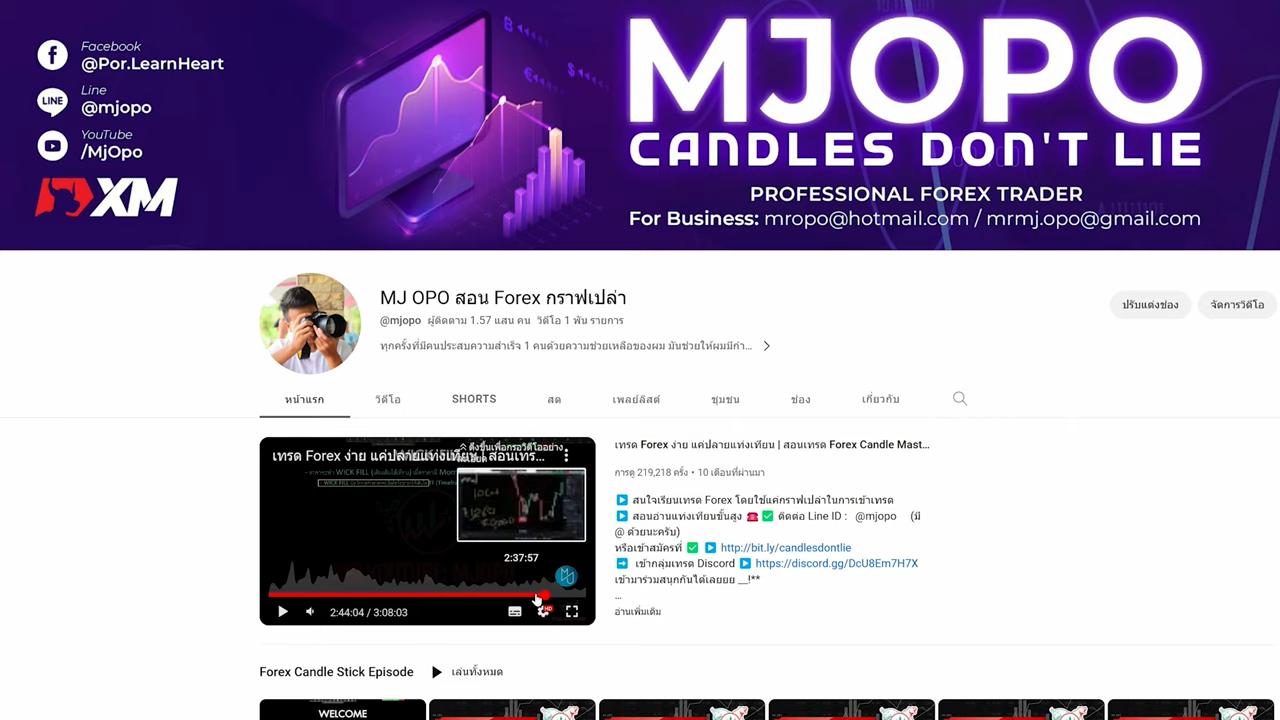 Facebook
@Por.LearnHeart
LINE
Line
@mjopo
YouTube
/MjOpo
XM
MJOPO
CANDLES DON'T LIE
PROFESSIONAL FOREX TRADER
For Business: mropo@hotmail.com / mrmj.opo@gmail.com
MJ OPO สอน Forex กราฟเปล่า
@mjopo ผู้ติดตาม 1.57 แสน คน วิดีโอ 1 พัน รายการ
ทุกครั้งที่มีคนประสบความสำเร็จ 1 คนด้วยความช่วยเหลือของผม มันช่วยให้ผมมีกำ...
ปรับแต่งช่อง
จัดการวิดีโอ
หน้าแรก
วิดีโอ
SHORTS
สด
เพลย์ลิสต์
ชุมชน
ช่อง
เกี่ยวกับ
เทรด Forex ง่าย แค่ปลายแท่งเทียน | สอนเทร...
ดึงขึ้นเพื่อกรอวิดีโออย่าง
2:37:57
2:44:04 / 3:08:03
HD
เทรด Forex ง่าย แค่ปลายแท่งเทียน | สอนเทรด Forex Candle Mast...
การดู 219,218 ครั้ง • 10 เดือนที่ผ่านมา
สนใจเรียนเทรด Forex โดยใช้แค่กราฟเปล่าในการเข้าเทรด
สอนอ่านแท่งเทียนขั้นสูง ☎️ ✅ ติดต่อ Line ID : @mjopo (มี
@ ด้วยนะครับ)
หรือเข้าสมัครที่ ✅ ▶️ http://bit.ly/candlesdontlie
เข้ากลุ่มเทรด Discord ▶️ https://discord.gg/DcU8Em7H7X
เข้ามาร่วมสนุกกันได้เลยยย __!**
...
อ่านเพิ่มเติม
Forex Candle Stick Episode
เล่นทั้งหมด
WELCOME